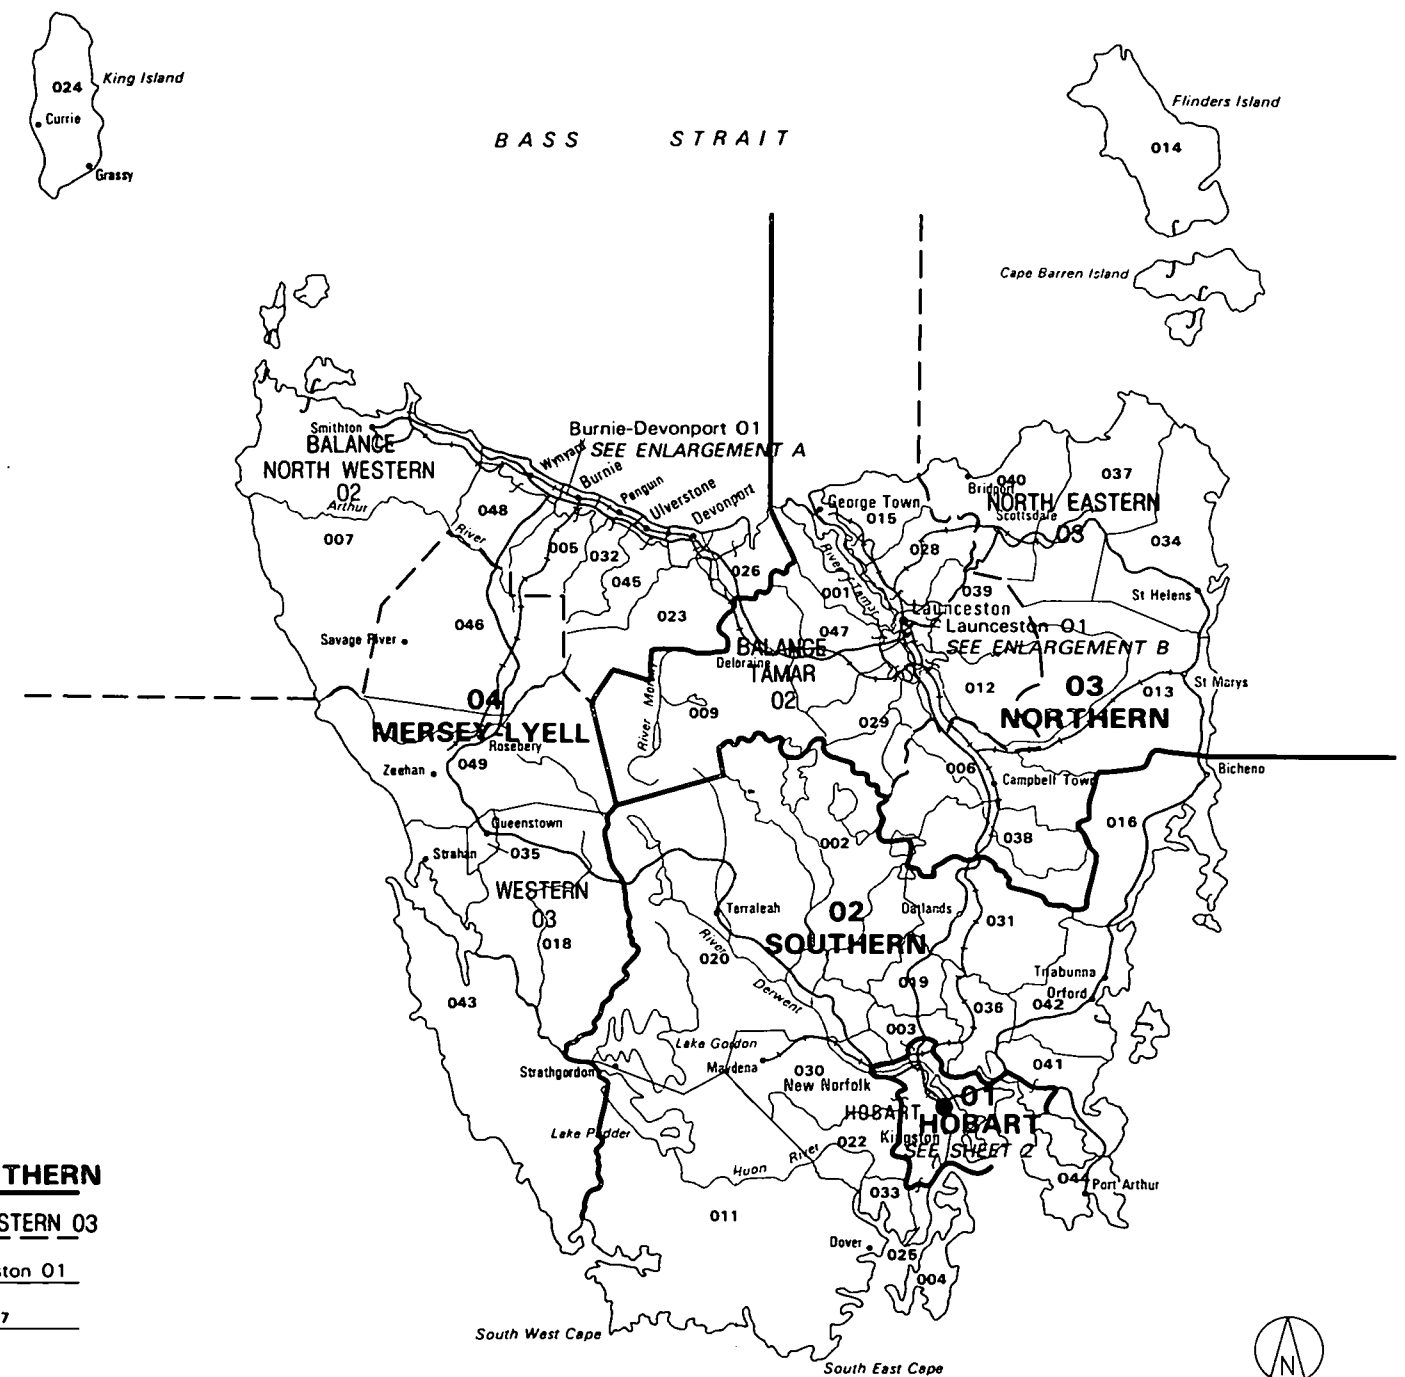 024
King Island
Currie
Grassy
BASS STRAIT
Flinders Island
014
Cape Barren Island
Smithton
BALANCE
NORTH WESTERN
02
Arthur
River
007
048
Burnie-Devonport 01
SEE ENLARGEMENT A
Wynyard
Burnie
Penguin
Ulverstone
Devonport
005
032
045
026
023
046
Savage River
04
MERSEY-LYELL
Rosebery
Zeehan
049
Queenstown
Strahan
035
WESTERN
03
018
043
George Town
015
Bridport
040
037
NORTH EASTERN
Scottsdale
03
028
034
River Tamar
001
039
St Helens
Launceston
Launceston 01
SEE ENLARGEMENT B
047
BALANCE
Deloraine
TAMAR
02
River Mersey
009
029
012
03
NORTHERN
013
St Marys
006
Campbell Town
Bicheno
016
002
038
Terraleah
02
SOUTHERN
Oatlands
031
River
Derwent
020
019
Triabunna
Orford
042
036
003
Lake Gordon
Maydena
030
New Norfolk
041
Strathgordon
HOBART
01
HOBART
Kingston
SEE SHEET 2
Lake Pedder
Huon River
022
044
Port Arthur
033
011
Dover
025
004
South West Cape
South East Cape
THERN
STERN 03
ston 01
7
N